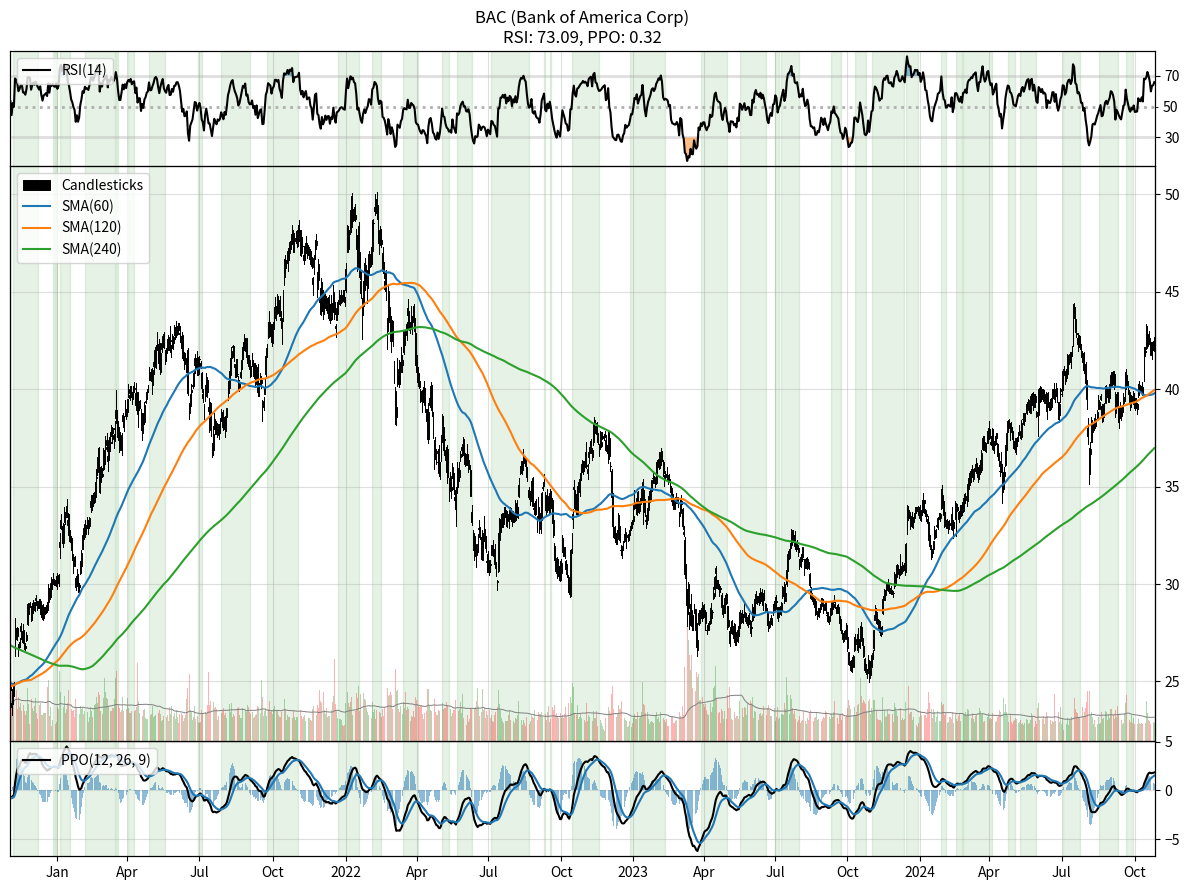 BAC (Bank of America Corp)
RSI: 73.09, PPO: 0.32
RSI(14)
70
50
30
Candlesticks
SMA(60)
SMA(120)
SMA(240)
50
45
40
35
30
25
PPO(12, 26, 9)
5
0
−5
Jan Apr Jul Oct 2022 Apr Jul Oct 2023 Apr Jul Oct 2024 Apr Jul Oct